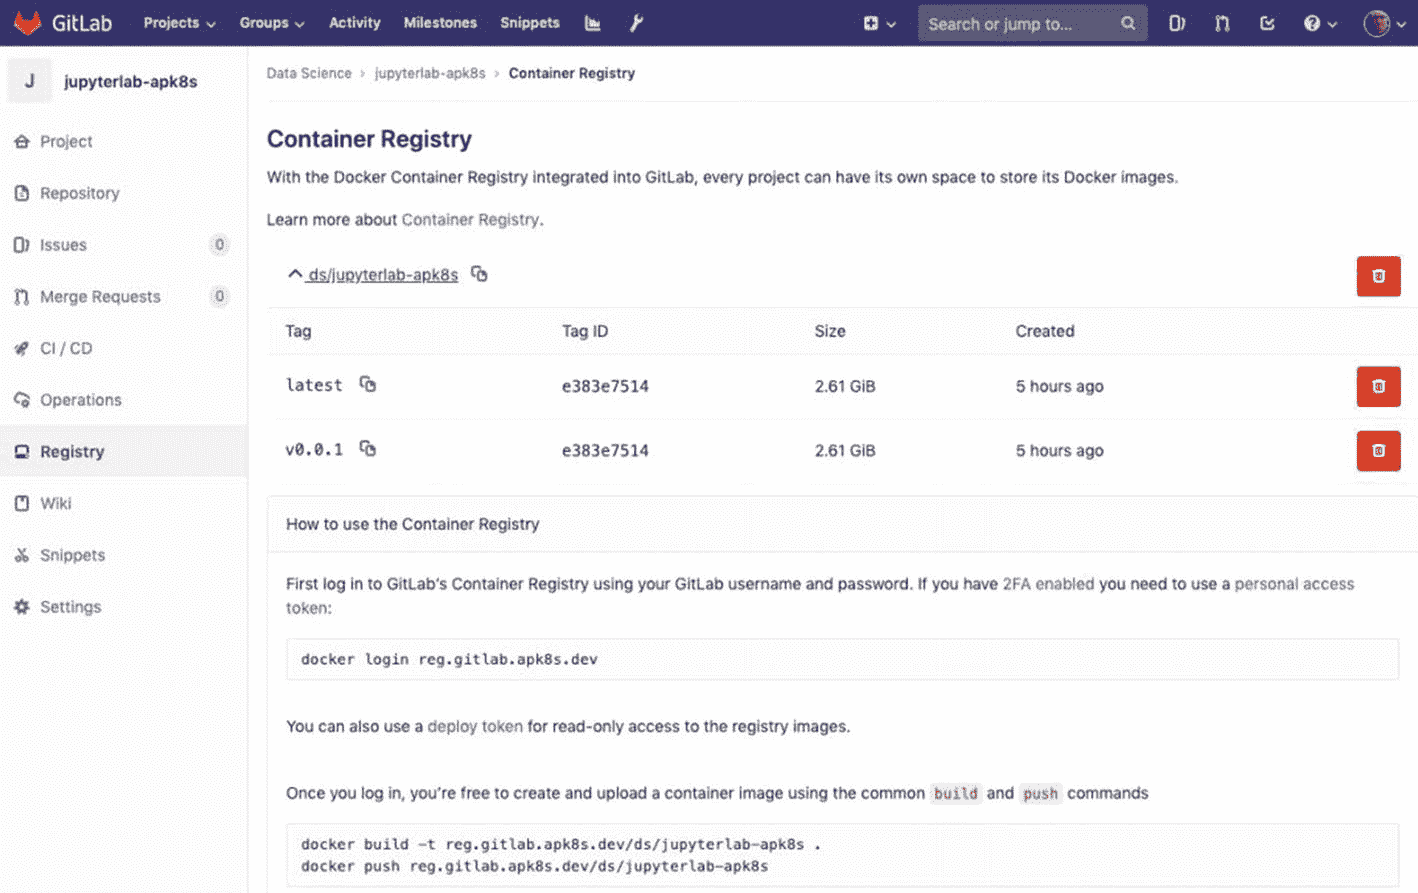 GitLab Projects Groups Activity Milestones Snippets Search or jump to...
J jupyterlab-apk8s
Project
Repository
Issues 0
Merge Requests 0
CI / CD
Operations
Registry
Wiki
Snippets
Settings
Data Science › jupyterlab-apk8s › Container Registry
Container Registry
With the Docker Container Registry integrated into GitLab, every project can have its own space to store its Docker images.
Learn more about Container Registry.
ds/jupyterlab-apk8s
Tag Tag ID Size Created
latest e383e7514 2.61 GiB 5 hours ago
v0.0.1 e383e7514 2.61 GiB 5 hours ago
How to use the Container Registry
First log in to GitLab's Container Registry using your GitLab username and password. If you have 2FA enabled you need to use a personal access
token:
docker login reg.gitlab.apk8s.dev
You can also use a deploy token for read-only access to the registry images.
Once you log in, you're free to create and upload a container image using the common build and push commands
docker build -t reg.gitlab.apk8s.dev/ds/jupyterlab-apk8s .
docker push reg.gitlab.apk8s.dev/ds/jupyterlab-apk8s